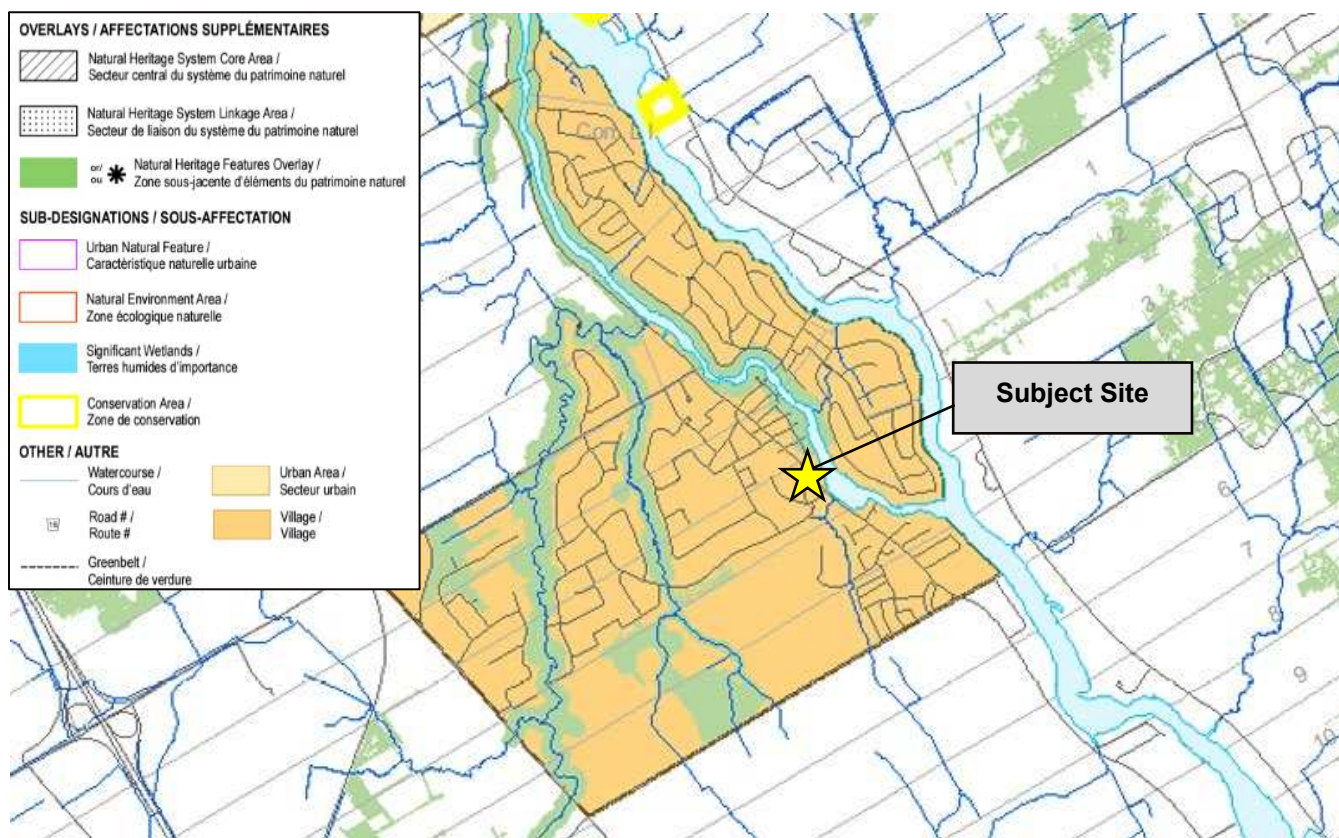 OVERLAYS / AFFECTATIONS SUPPLÉMENTAIRES
Natural Heritage System Core Area /
Secteur central du système du patrimoine naturel
Natural Heritage System Linkage Area /
Secteur de liaison du système du patrimoine naturel
or/
ou
Natural Heritage Features Overlay /
Zone sous-jacente d'éléments du patrimoine naturel
SUB-DESIGNATIONS / SOUS-AFFECTATION
Urban Natural Feature /
Caractéristique naturelle urbaine
Natural Environment Area /
Zone écologique naturelle
Significant Wetlands /
Terres humides d'importance
Conservation Area /
Zone de conservation
OTHER / AUTRE
Watercourse /
Cours d'eau
Urban Area /
Secteur urbain
Road # /
Route #
Village /
Village
Greenbelt /
Ceinture de verdure
Subject Site
1
2
3
6
7
8
9
10